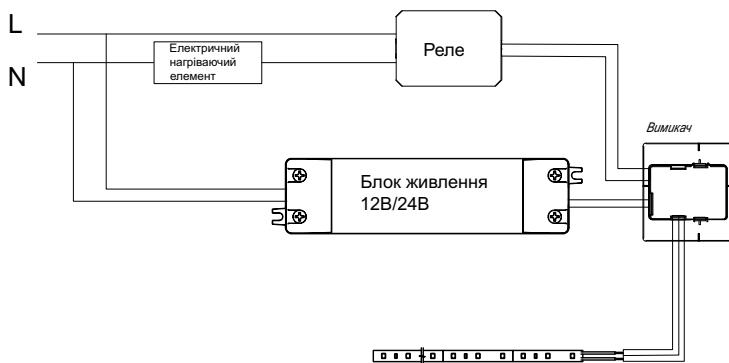 L
N
Електричний
нагріваючий
елемент
Реле
Вимикач
Блок живлення
12В/24В